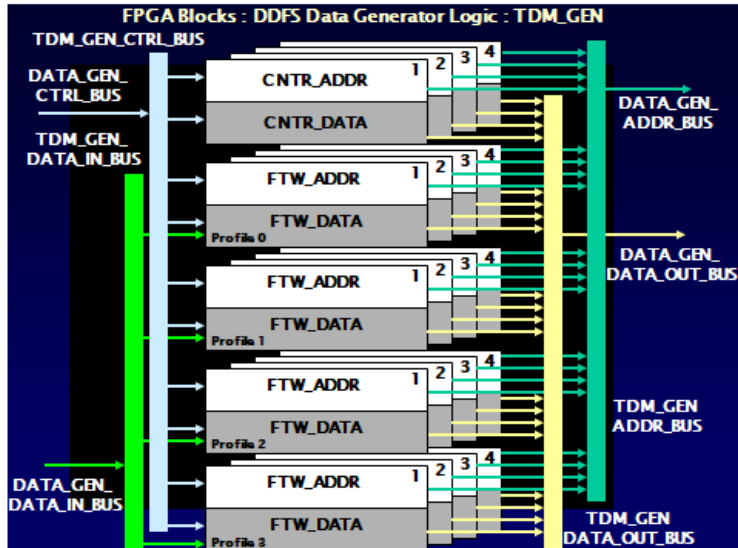 FPGA Blocks : DDFS Data Generator Logic : TDM_GEN
TDM_GEN_CTRL_BUS
DATA_GEN_
CTRL_BUS
TDM_GEN_
DATA_IN_BUS
CNTR_ADDR
1
2
3
4
CNTR_DATA
DATA_GEN_
ADDR_BUS
FTW_ADDR
1
2
3
4
FTW_DATA
Profile 0
DATA_GEN_
DATA_OUT_BUS
FTW_ADDR
1
2
3
4
FTW_DATA
Profile 1
FTW_ADDR
1
2
3
4
FTW_DATA
Profile 2
TDM_GEN
ADDR_BUS
FTW_ADDR
1
2
3
4
FTW_DATA
Profile 3
DATA_GEN_
DATA_IN_BUS
TDM_GEN
DATA_OUT_BUS